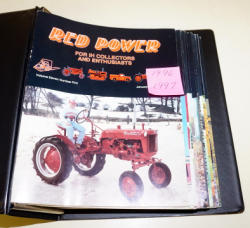 RED POWER
FOR IH COLLECTORS
AND ENTHUSIASTS
1996
1997